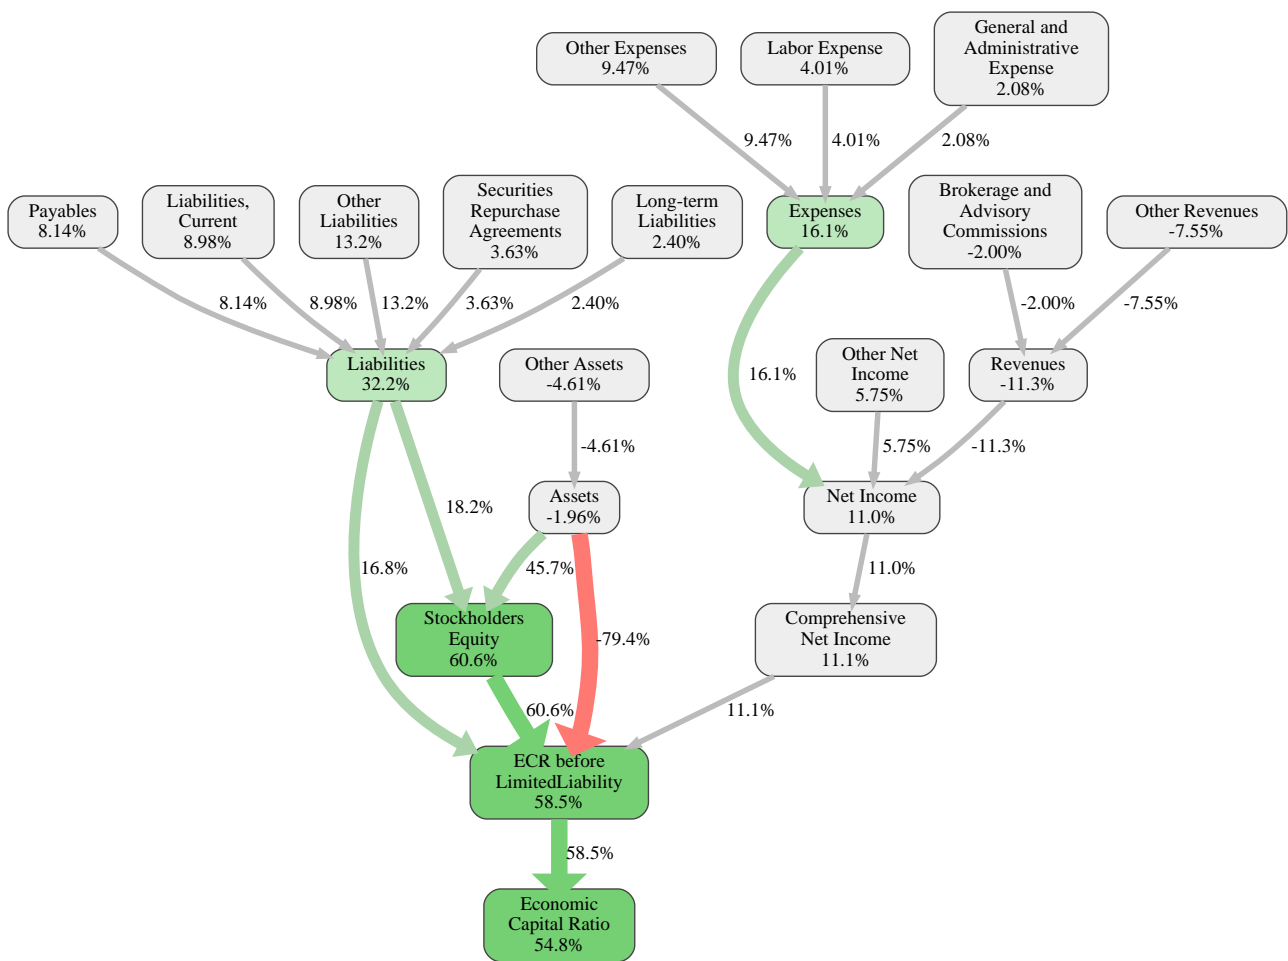 Other Expenses
9.47%
Labor Expense
4.01%
General and
Administrative
Expense
2.08%
9.47%
4.01%
2.08%
Payables
8.14%
Liabilities,
Current
8.98%
Other
Liabilities
13.2%
Securities
Repurchase
Agreements
3.63%
Long-term
Liabilities
2.40%
Expenses
16.1%
Brokerage and
Advisory
Commissions
-2.00%
Other Revenues
-7.55%
8.14%
8.98%
13.2%
3.63%
2.40%
-2.00%
-7.55%
Liabilities
32.2%
Other Assets
-4.61%
16.1%
Other Net
Income
5.75%
Revenues
-11.3%
18.2%
-4.61%
5.75%
-11.3%
Assets
-1.96%
Net Income
11.0%
16.8%
45.7%
11.0%
Stockholders
Equity
60.6%
-79.4%
Comprehensive
Net Income
11.1%
60.6%
11.1%
ECR before
LimitedLiability
58.5%
58.5%
Economic
Capital Ratio
54.8%